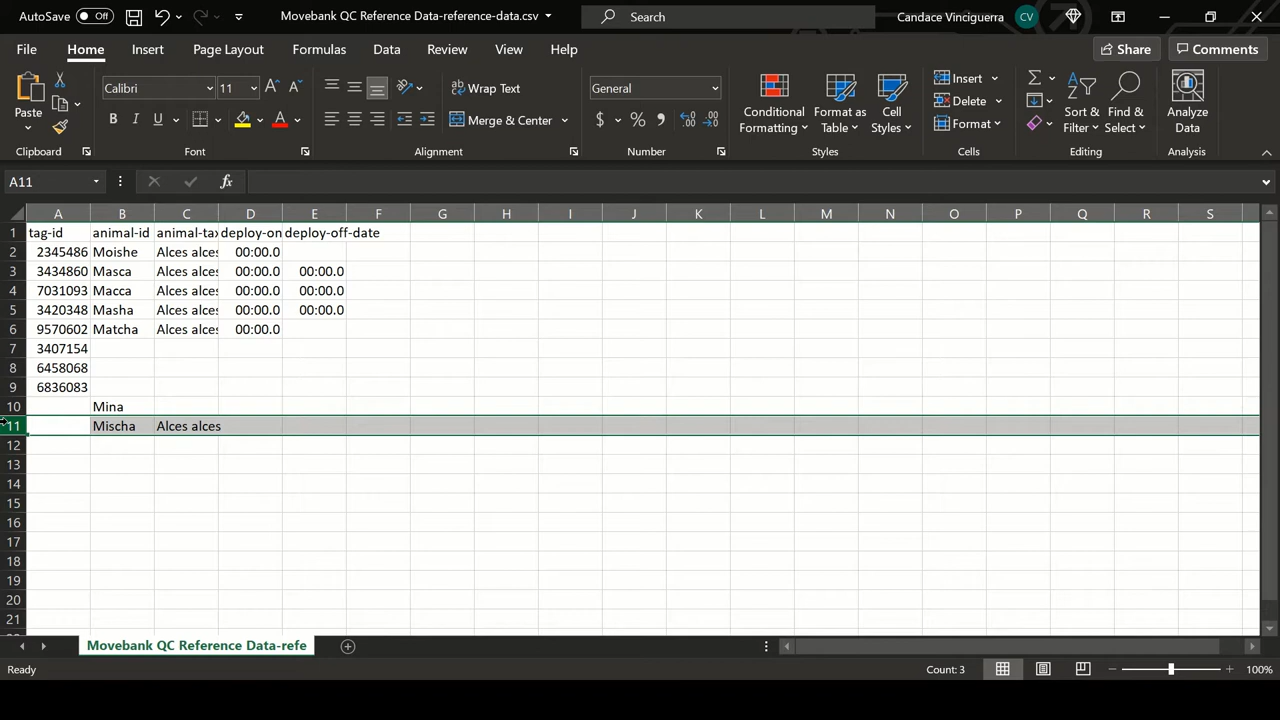 AutoSave Off Movebank QC Reference Data-reference-data.csv Search Candace Vinciguerra CV
File Home Insert Page Layout Formulas Data Review View Help Share Comments
Paste Calibri 11 Wrap Text General Conditional Formatting Format as Table Cell Styles Insert Sort & Filter Find & Select Analyze Data
Delete
B I U A Merge & Center $ % Format
Clipboard Font Alignment Number Styles Cells Editing Analysis
A11 fx
A B C D E F G H I J K L M N O P Q R S
1 tag-id animal-id animal-tax deploy-on deploy-off-date
2 2345486 Moishe Alces alces 00:00.0
3 3434860 Masca Alces alces 00:00.0 00:00.0
4 7031093 Macca Alces alces 00:00.0 00:00.0
5 3420348 Masha Alces alces 00:00.0 00:00.0
6 9570602 Matcha Alces alces 00:00.0
7 3407154
8 6458068
9 6836083
10 Mina
11 Mischa Alces alces
12
13
14
15
16
17
18
19
20
21
Movebank QC Reference Data-refe
Ready Count: 3 100%